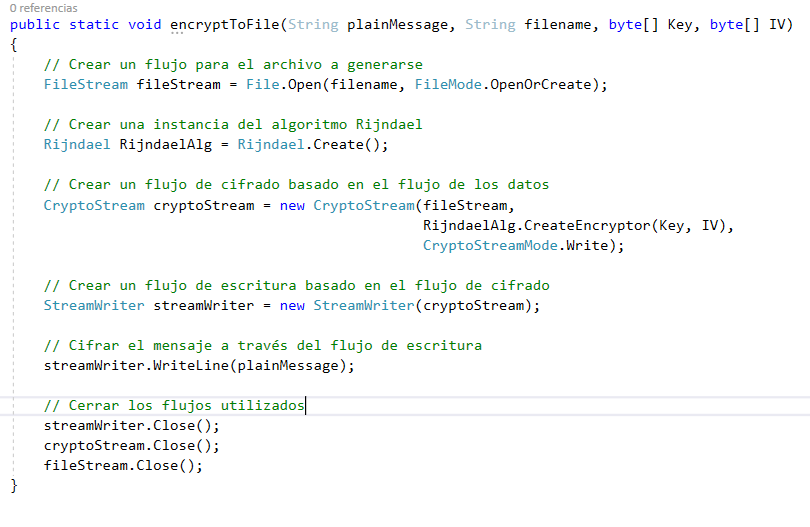 0 referencias
public static void encryptToFile(String plainMessage, String filename, byte[] Key, byte[] IV)
{
    // Crear un flujo para el archivo a generarse
    FileStream fileStream = File.Open(filename, FileMode.OpenOrCreate);

    // Crear una instancia del algoritmo Rijndael
    Rijndael RijndaelAlg = Rijndael.Create();

    // Crear un flujo de cifrado basado en el flujo de los datos
    CryptoStream cryptoStream = new CryptoStream(fileStream,
                                                 RijndaelAlg.CreateEncryptor(Key, IV),
                                                 CryptoStreamMode.Write);

    // Crear un flujo de escritura basado en el flujo de cifrado
    StreamWriter streamWriter = new StreamWriter(cryptoStream);

    // Cifrar el mensaje a través del flujo de escritura
    streamWriter.WriteLine(plainMessage);

    // Cerrar los flujos utilizados
    streamWriter.Close();
    cryptoStream.Close();
    fileStream.Close();
}